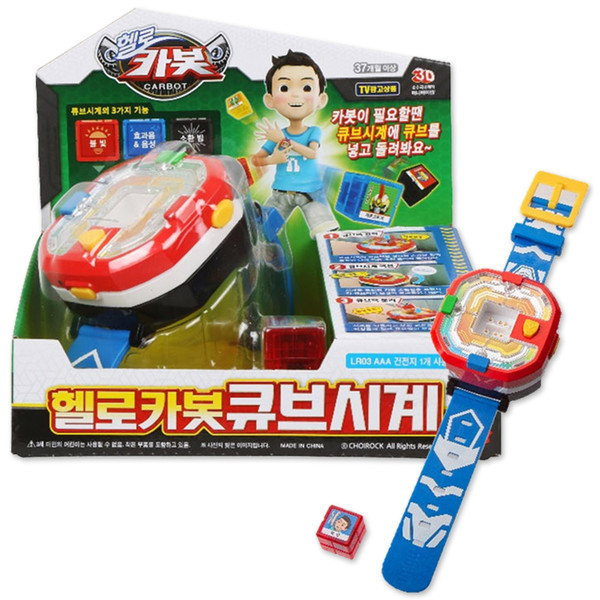 헬로
카봇
CARBOT
37개월 이상
TV광고상품
3D
큐브시계의 3가지 기능
불 빛
효과음
& 음성
소환 빔
카봇이 필요할땐
큐브시계에 큐브를
넣고 돌려봐요~
LR03 AAA 건전지 1개 사용
헬로카봇큐브시계
MADE IN CHINA
ⓒ CHOIROCK All Rights Reser